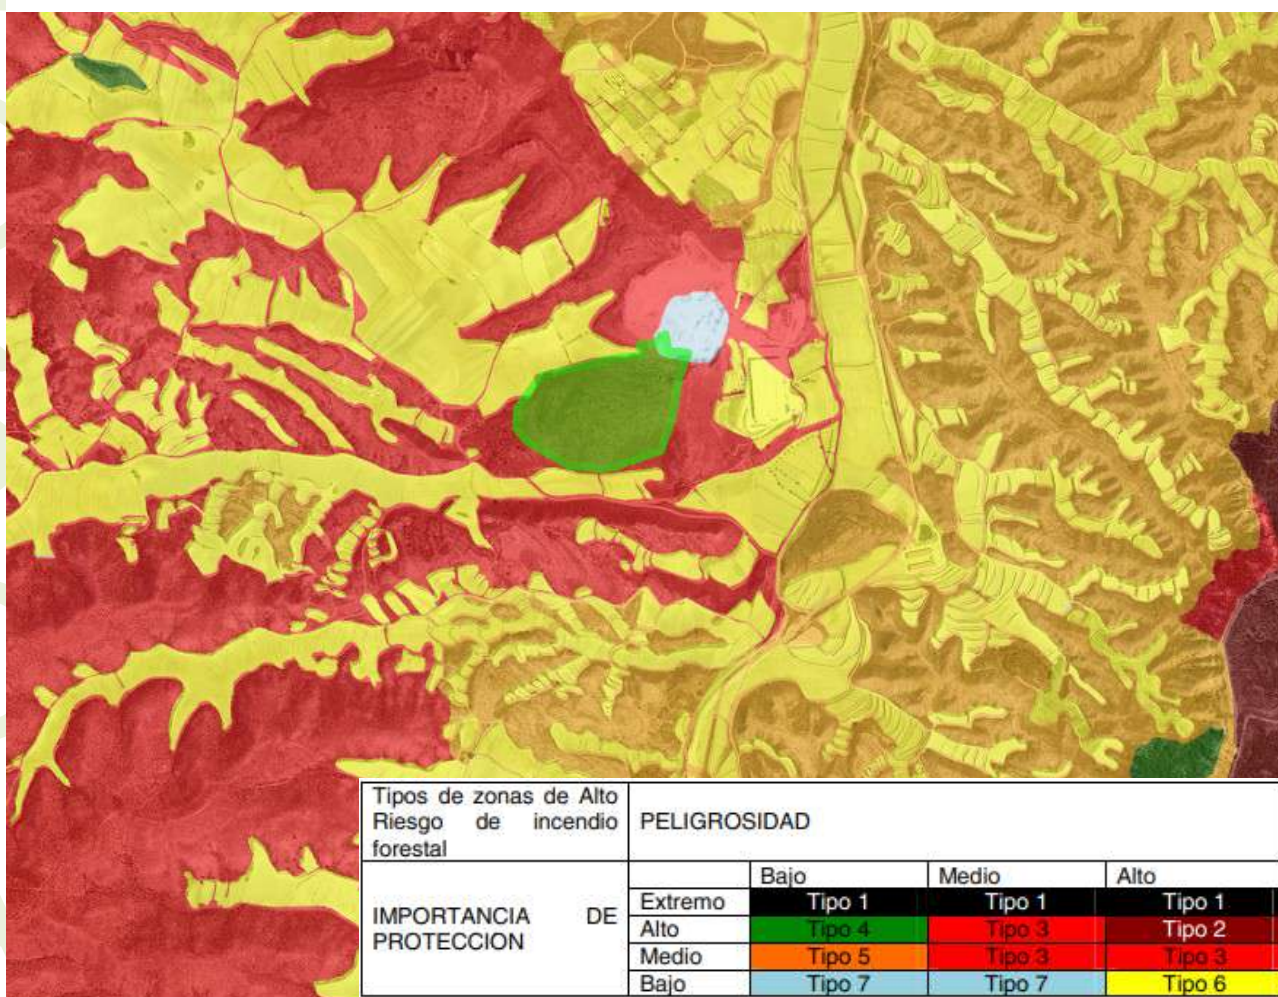 Tipos de zonas de Alto
Riesgo de incendio
forestal
PELIGROSIDAD
IMPORTANCIA DE
PROTECCION
Bajo Medio Alto
Extremo Tipo 1 Tipo 1 Tipo 1
Alto Tipo 4 Tipo 3 Tipo 2
Medio Tipo 5 Tipo 3 Tipo 3
Bajo Tipo 7 Tipo 7 Tipo 6